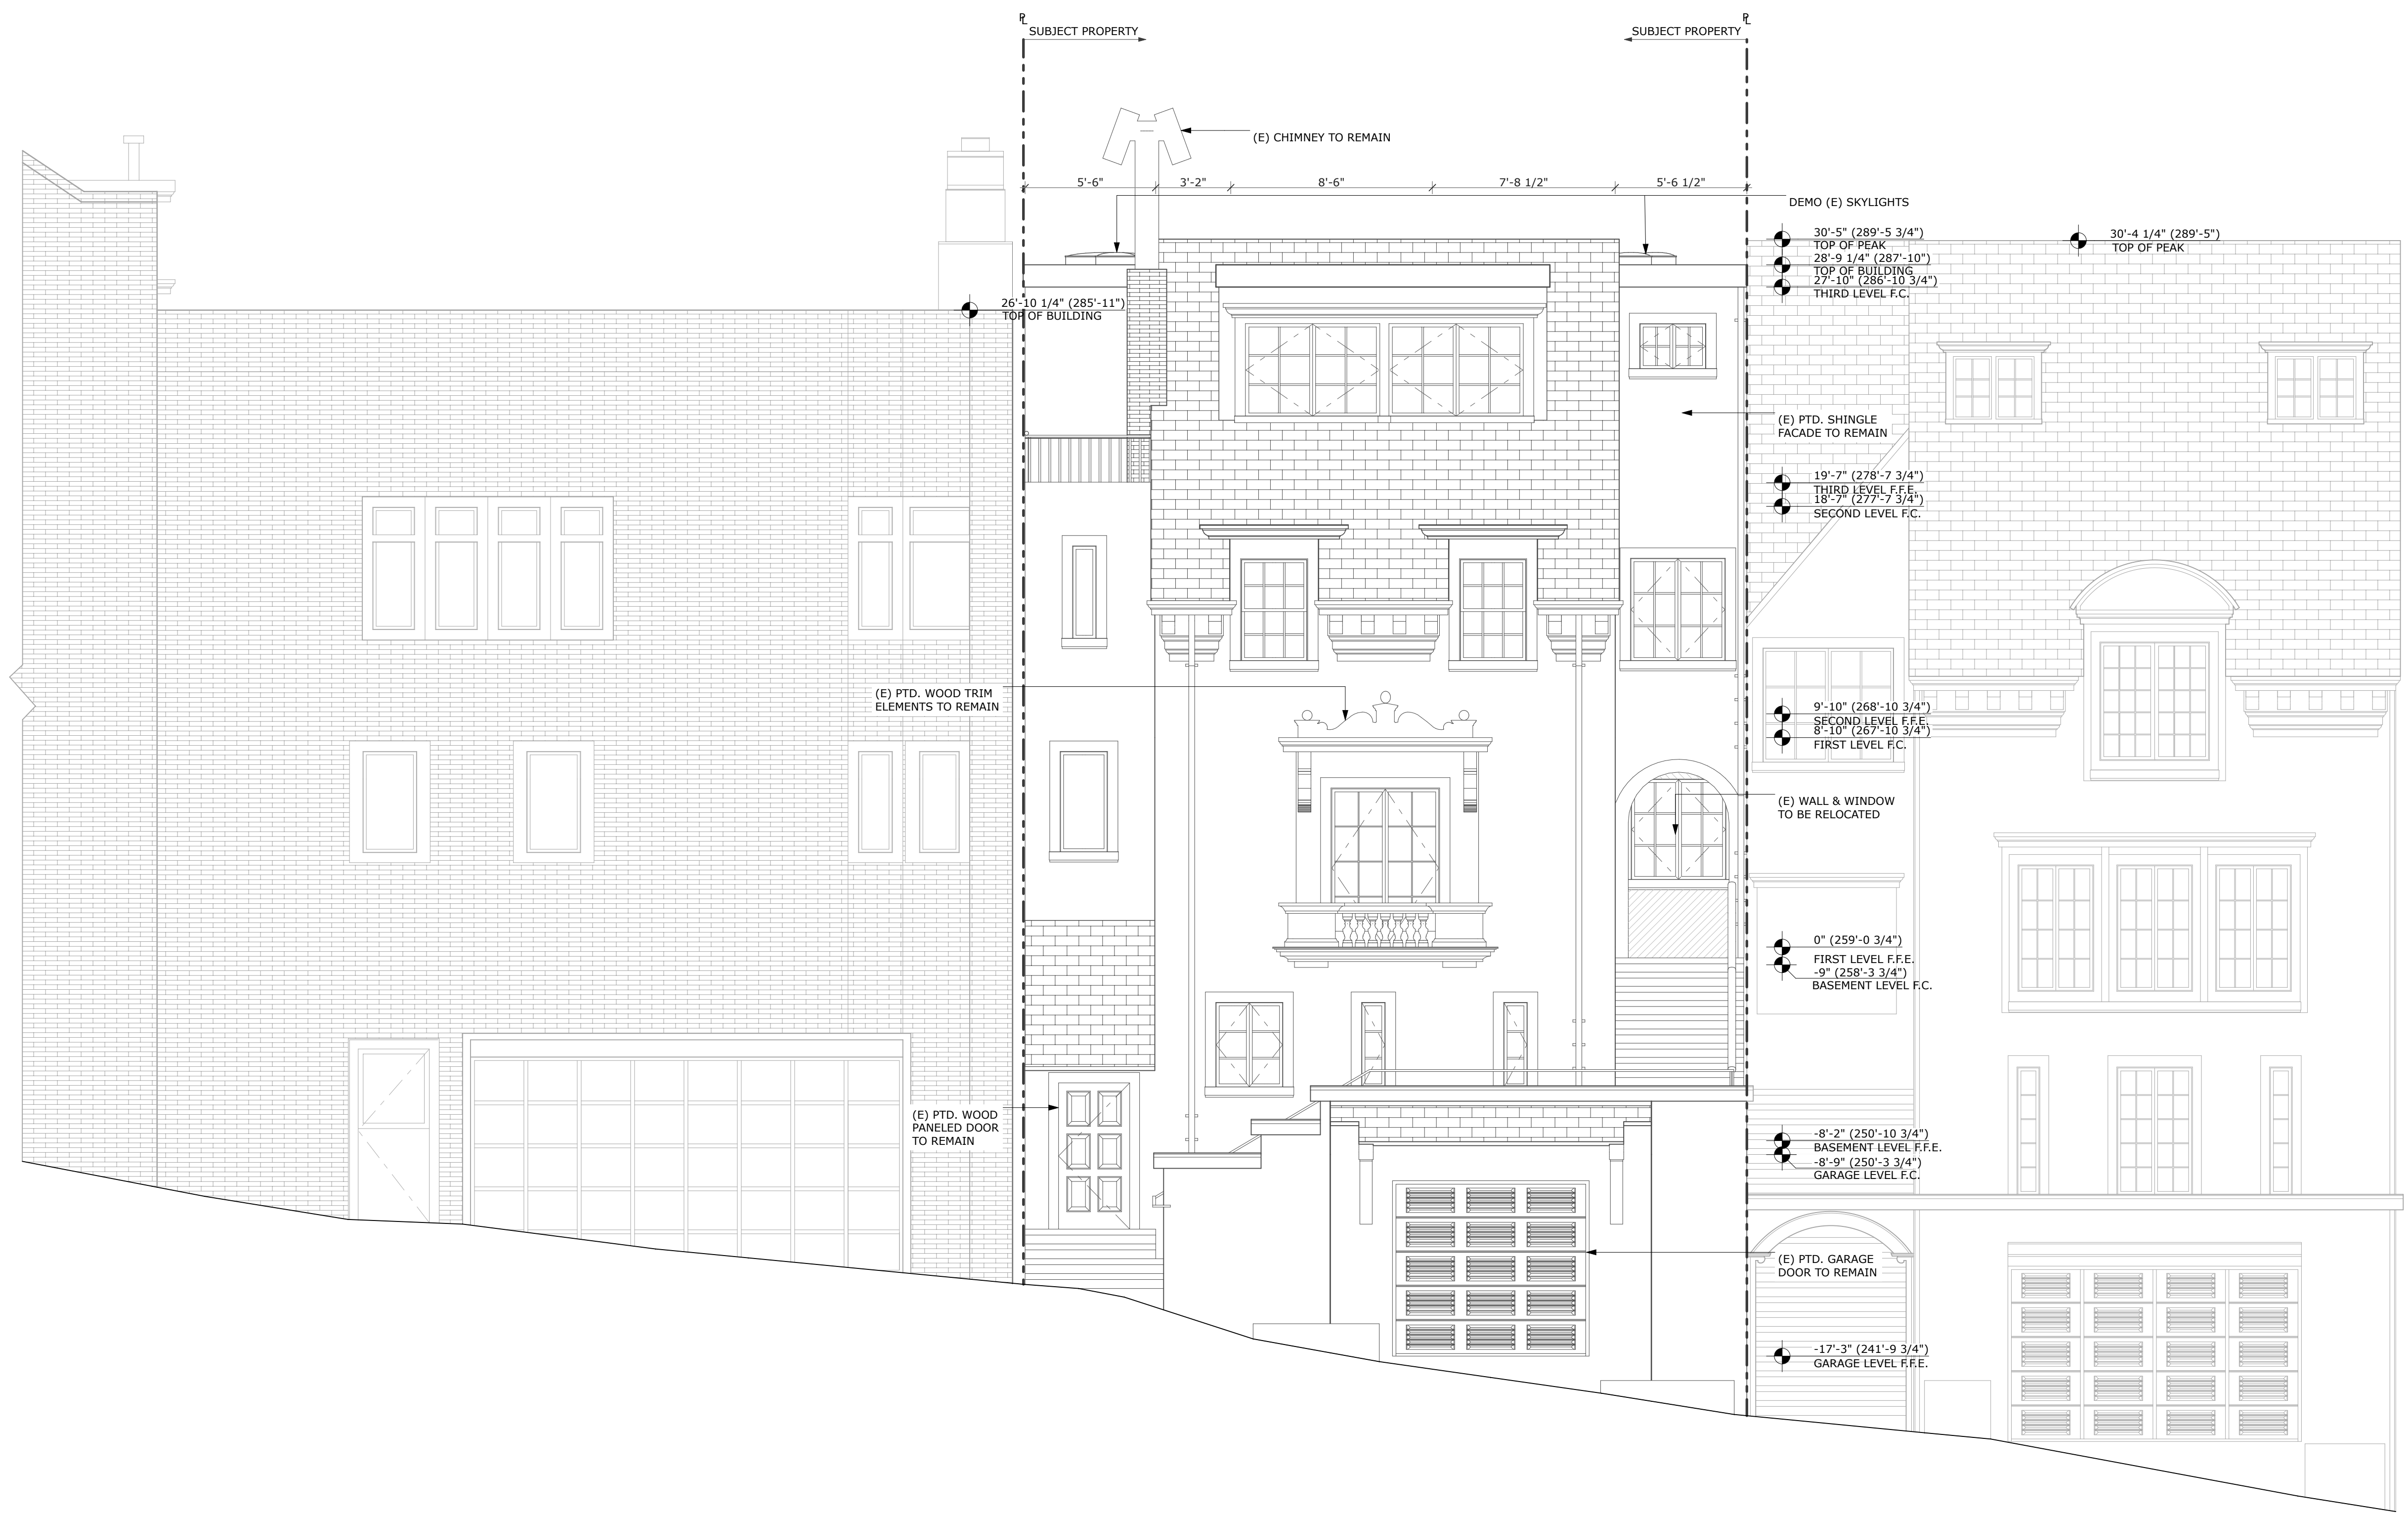 PL
PL
SUBJECT PROPERTY
SUBJECT PROPERTY
(E) CHIMNEY TO REMAIN
5'-6"
3'-2"
8'-6"
7'-8 1/2"
5'-6 1/2"
DEMO (E) SKYLIGHTS
30'-5" (289'-5 3/4")
TOP OF PEAK
30'-4 1/4" (289'-5")
TOP OF PEAK
28'-9 1/4" (287'-10")
TOP OF BUILDING
27'-10" (286'-10 3/4")
THIRD LEVEL F.C.
26'-10 1/4" (285'-11")
TOP OF BUILDING
(E) PTD. SHINGLE
FACADE TO REMAIN
19'-7" (278'-7 3/4")
THIRD LEVEL F.F.E.
18'-7" (277'-7 3/4")
SECOND LEVEL F.C.
(E) PTD. WOOD TRIM
ELEMENTS TO REMAIN
9'-10" (268'-10 3/4")
SECOND LEVEL F.F.E.
8'-10" (267'-10 3/4")
FIRST LEVEL F.C.
(E) WALL & WINDOW
TO BE RELOCATED
0" (259'-0 3/4")
FIRST LEVEL F.F.E.
-9" (258'-3 3/4")
BASEMENT LEVEL F.C.
(E) PTD. WOOD
PANELED DOOR
TO REMAIN
-8'-2" (250'-10 3/4")
BASEMENT LEVEL F.F.E.
-8'-9" (250'-3 3/4")
GARAGE LEVEL F.C.
(E) PTD. GARAGE
DOOR TO REMAIN
-17'-3" (241'-9 3/4")
GARAGE LEVEL F.F.E.